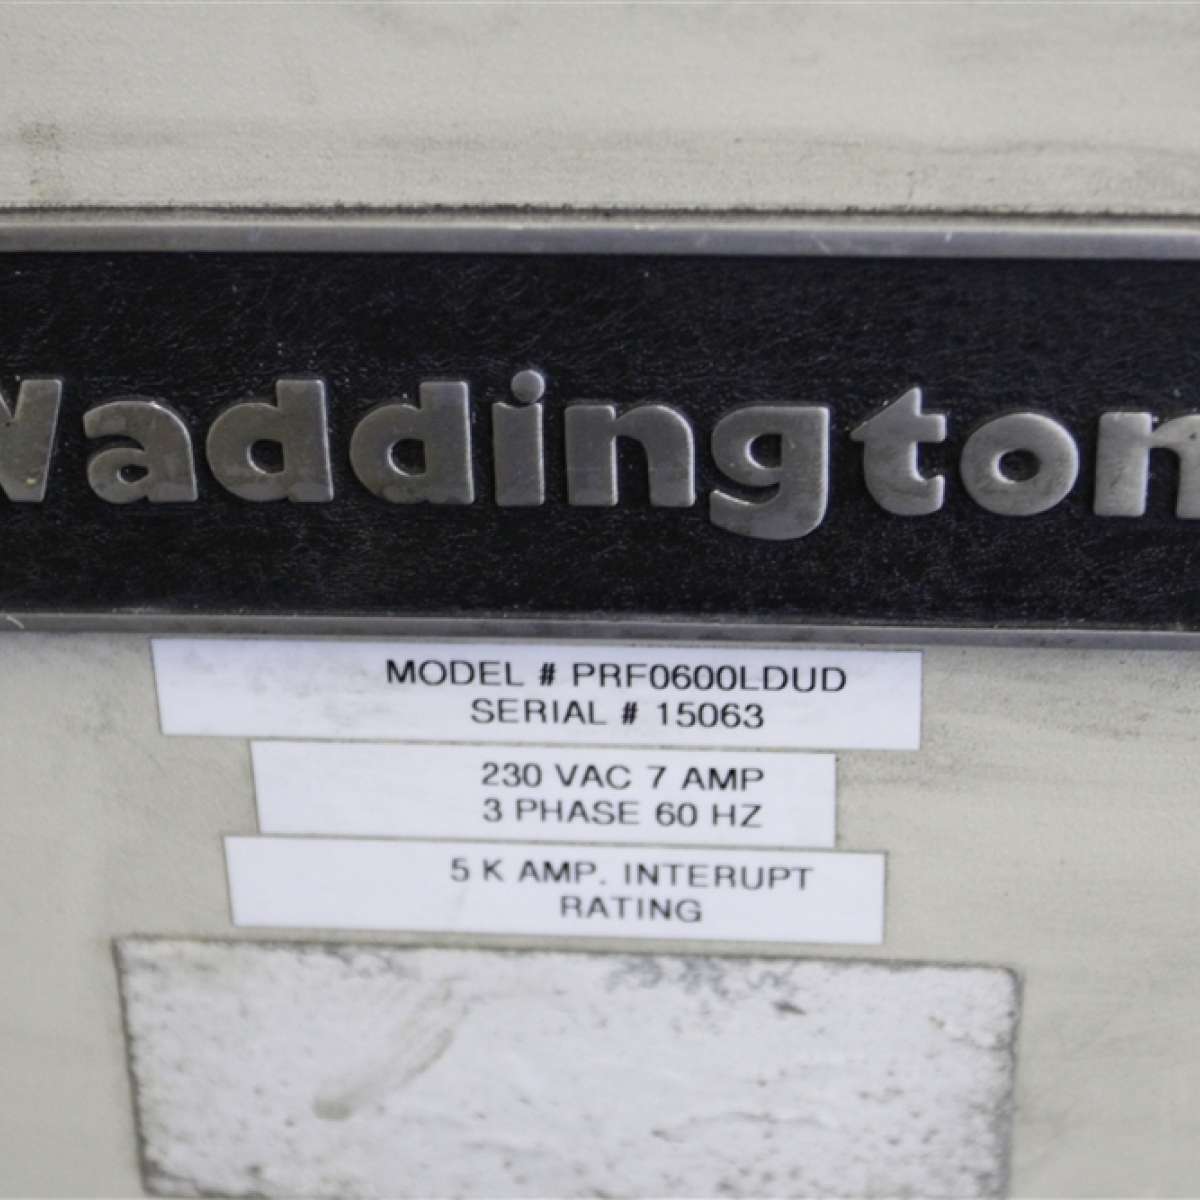 Waddington
MODEL # PRF0600LDUD
SERIAL # 15063
230 VAC 7 AMP
3 PHASE 60 HZ
5 K AMP. INTERUPT
RATING